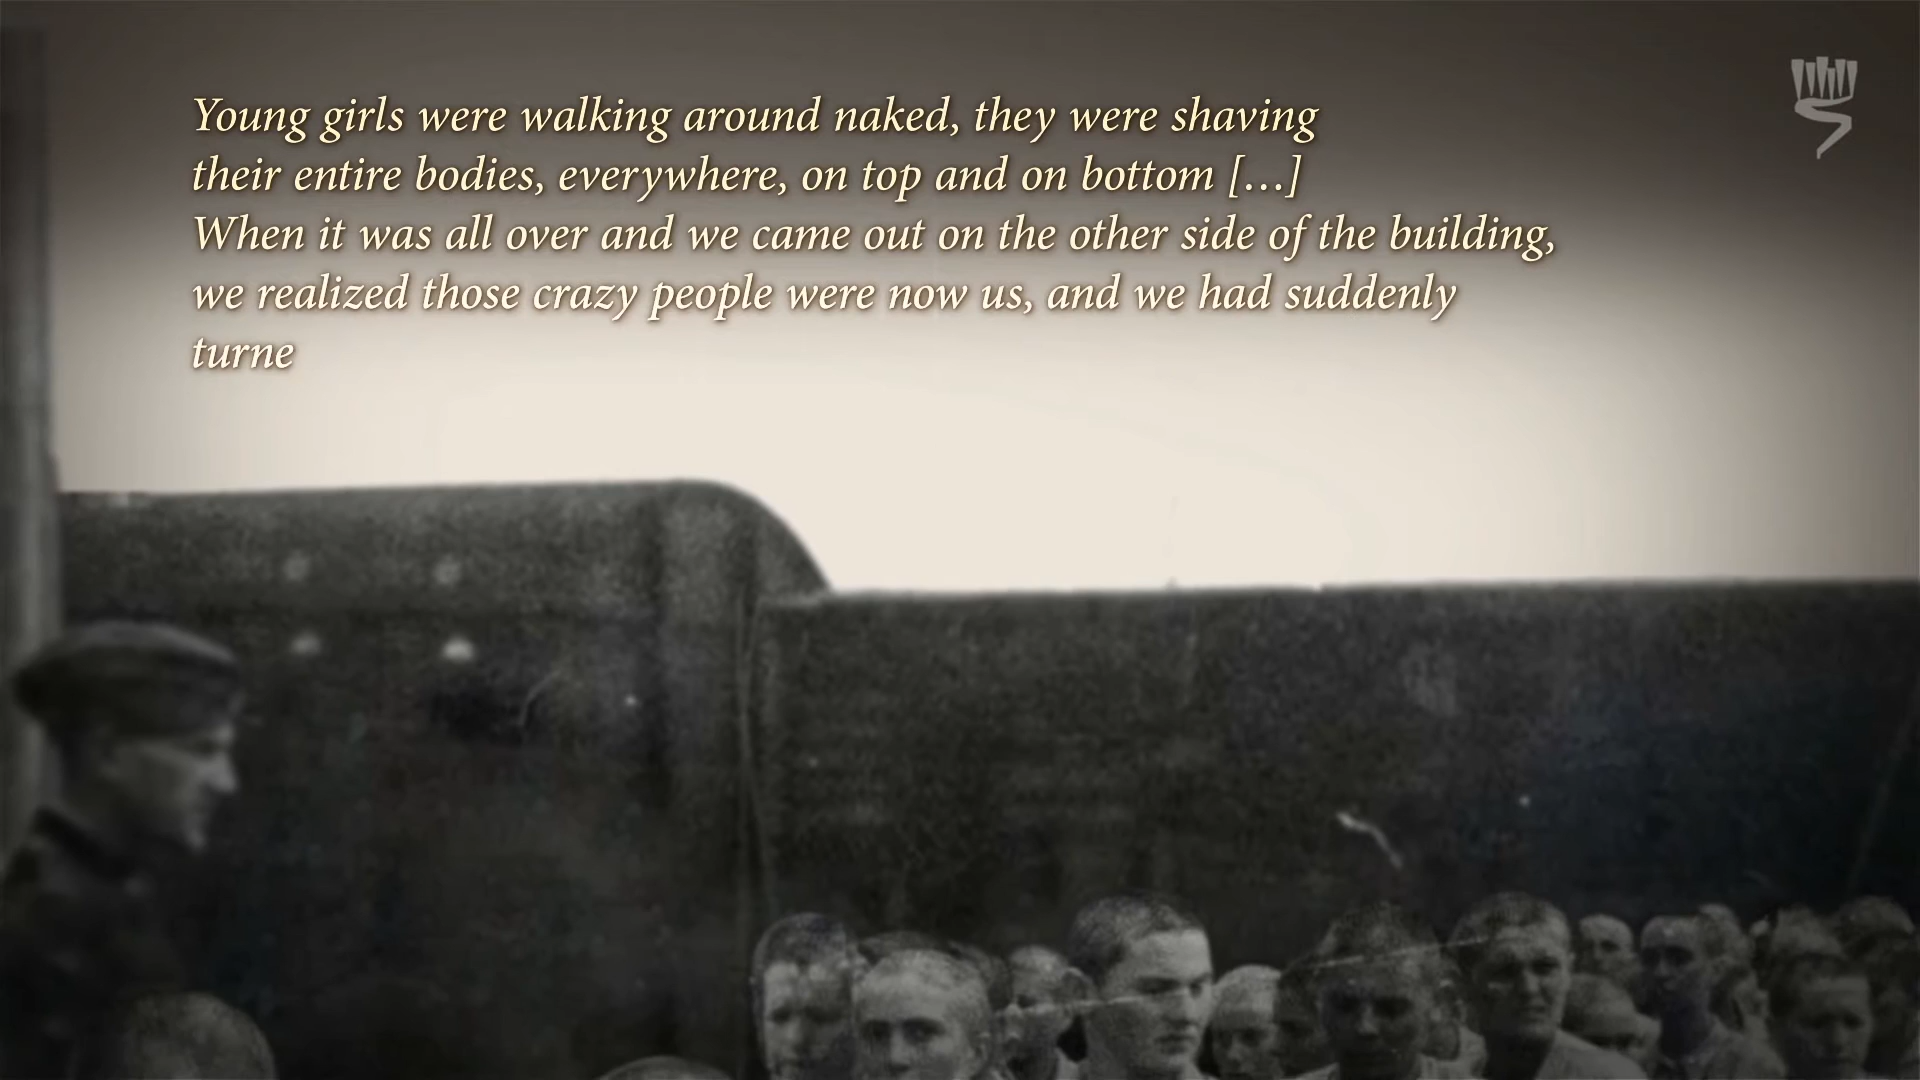 Young girls were walking around naked, they were shaving
their entire bodies, everywhere, on top and on bottom […]
When it was all over and we came out on the other side of the building,
we realized those crazy people were now us, and we had suddenly
turne